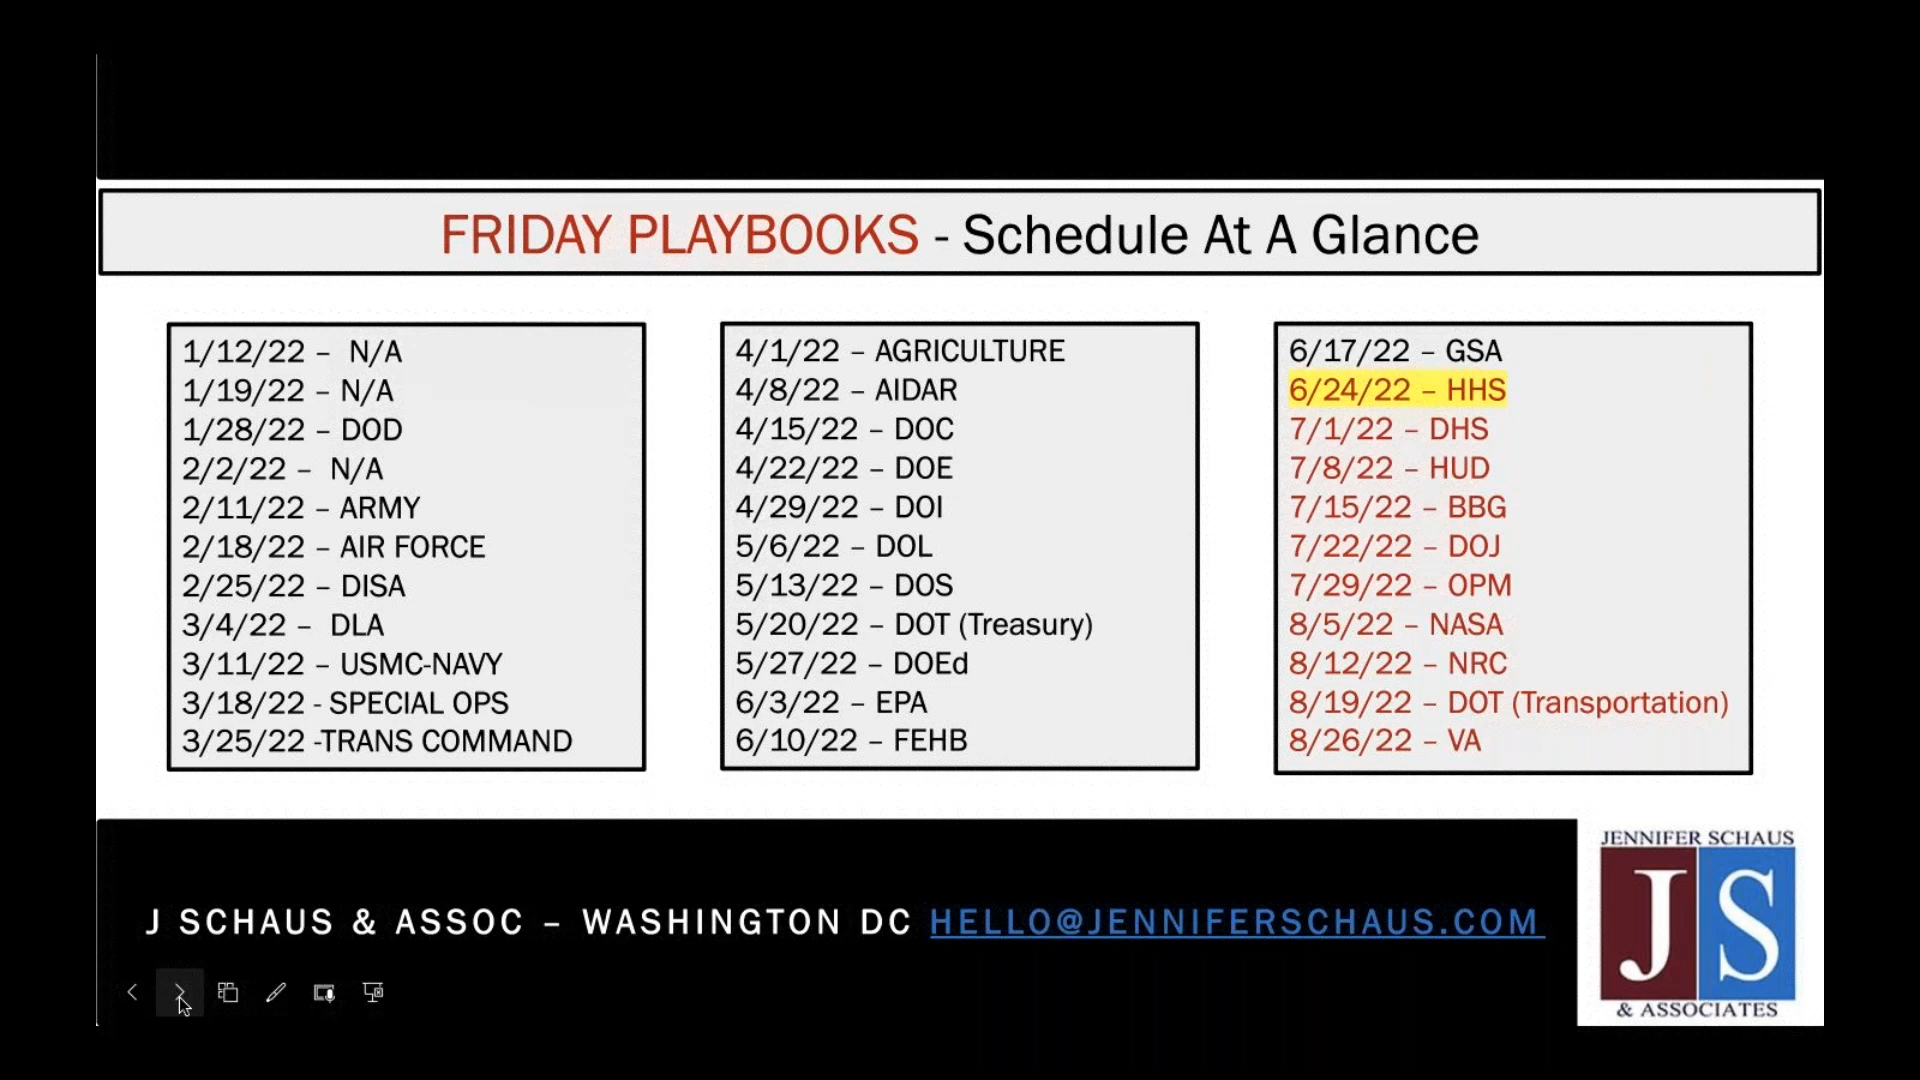 FRIDAY PLAYBOOKS - Schedule At A Glance
1/12/22 – N/A
1/19/22 – N/A
1/28/22 – DOD
2/2/22 – N/A
2/11/22 – ARMY
2/18/22 – AIR FORCE
2/25/22 – DISA
3/4/22 – DLA
3/11/22 – USMC-NAVY
3/18/22 - SPECIAL OPS
3/25/22 -TRANS COMMAND
4/1/22 – AGRICULTURE
4/8/22 – AIDAR
4/15/22 – DOC
4/22/22 – DOE
4/29/22 – DOI
5/6/22 – DOL
5/13/22 – DOS
5/20/22 – DOT (Treasury)
5/27/22 – DOEd
6/3/22 – EPA
6/10/22 – FEHB
6/17/22 – GSA
6/24/22 – HHS
7/1/22 – DHS
7/8/22 – HUD
7/15/22 – BBG
7/22/22 – DOJ
7/29/22 – OPM
8/5/22 – NASA
8/12/22 – NRC
8/19/22 – DOT (Transportation)
8/26/22 – VA
J SCHAUS & ASSOC – WASHINGTON DC HELLO@JENNIFERSCHAUS.COM
JENNIFER SCHAUS
JS
& ASSOCIATES